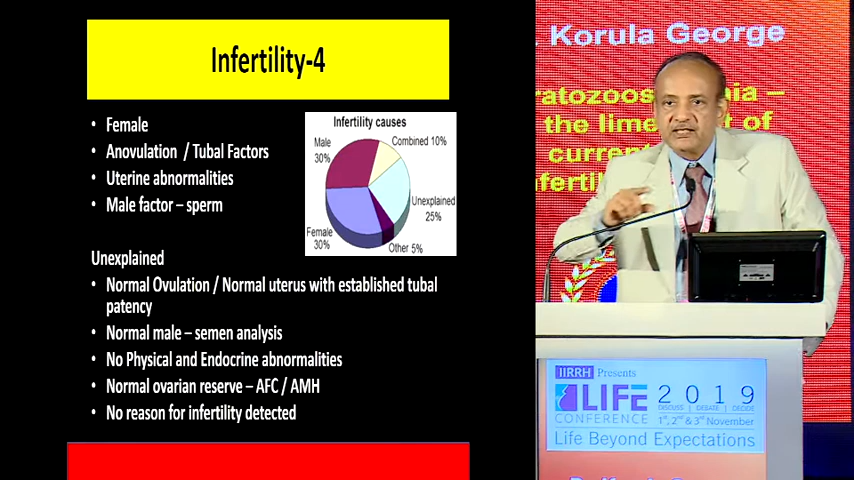 Infertility-4
• Female
• Anovulation / Tubal Factors
• Uterine abnormalities
• Male factor – sperm
Infertility causes
Male
30%
Combined 10%
Unexplained
25%
Female
30%
Other 5%
Unexplained
• Normal Ovulation / Normal uterus with established tubal
patency
• Normal male – semen analysis
• No Physical and Endocrine abnormalities
• Normal ovarian reserve – AFC / AMH
• No reason for infertility detected
Korula George
the lime
of
IIRRH Presents
LIFE 2019
CONFERENCE
DISCUSS | DEBATE | DECIDE
1st, 2nd & 3rd November
Life Beyond Expectations